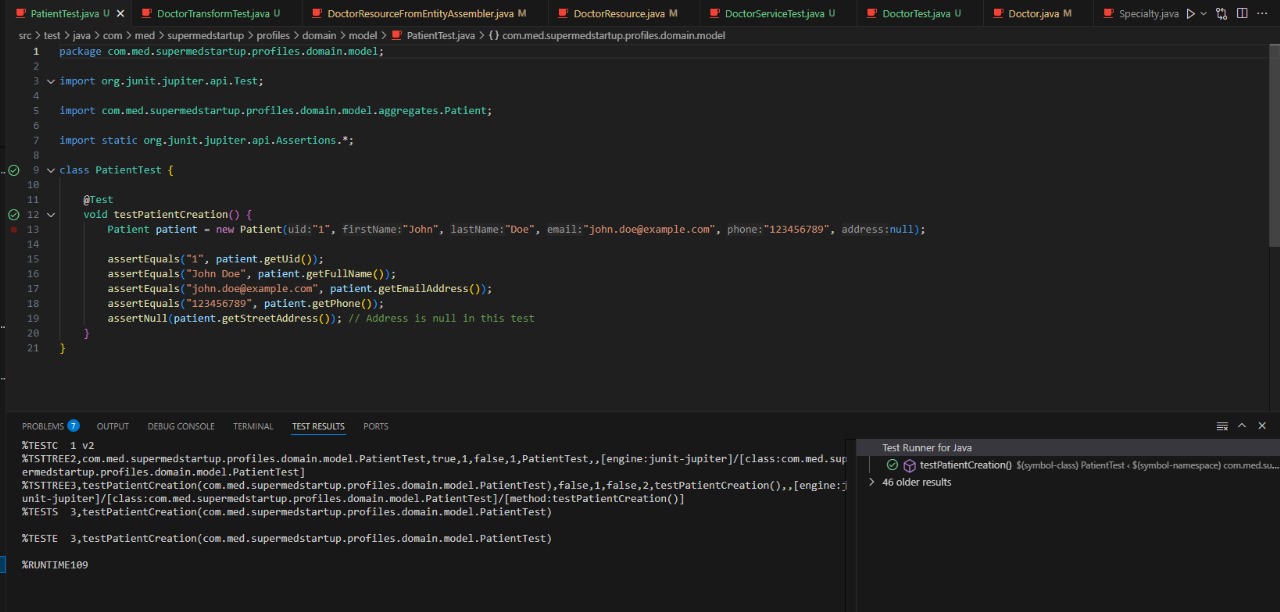 PatientTest.java U
DoctorTransformTest.java U
DoctorResourceFromEntityAssembler.java M
DoctorResource.java M
DoctorServiceTest.java U
DoctorTest.java U
Doctor.java M
Specialty.java
src > test > java > com > med > supermedstartup > profiles > domain > model > PatientTest.java > {} com.med.supermedstartup.profiles.domain.model
1 package com.med.supermedstartup.profiles.domain.model;
2
3 import org.junit.jupiter.api.Test;
4
5 import com.med.supermedstartup.profiles.domain.model.aggregates.Patient;
6
7 import static org.junit.jupiter.api.Assertions.*;
8
9 class PatientTest {
10
11 @Test
12 void testPatientCreation() {
13 Patient patient = new Patient(uid:"1", firstName:"John", lastName:"Doe", email:"john.doe@example.com", phone:"123456789", address:null);
14
15 assertEquals("1", patient.getUid());
16 assertEquals("John Doe", patient.getFullName());
17 assertEquals("john.doe@example.com", patient.getEmailAddress());
18 assertEquals("123456789", patient.getPhone());
19 assertNull(patient.getStreetAddress()); // Address is null in this test
20 }
21 }
PROBLEMS 7 OUTPUT DEBUG CONSOLE TERMINAL TEST RESULTS PORTS
%TESTC 1 v2
%TSTTREE2,com.med.supermedstartup.profiles.domain.model.PatientTest,true,1,false,1,PatientTest,,[engine:junit-jupiter]/[class:com.med.sup
ermedstartup.profiles.domain.model.PatientTest]
%TSTTREE3,testPatientCreation(com.med.supermedstartup.profiles.domain.model.PatientTest),false,1,false,2,testPatientCreation(),,[engine:j
unit-jupiter]/[class:com.med.supermedstartup.profiles.domain.model.PatientTest]/[method:testPatientCreation()]
%TESTS 3,testPatientCreation(com.med.supermedstartup.profiles.domain.model.PatientTest)
%TESTE 3,testPatientCreation(com.med.supermedstartup.profiles.domain.model.PatientTest)
%RUNTIME109
Test Runner for Java
testPatientCreation() $(symbol-class) PatientTest < $(symbol-namespace) com.med.su...
46 older results